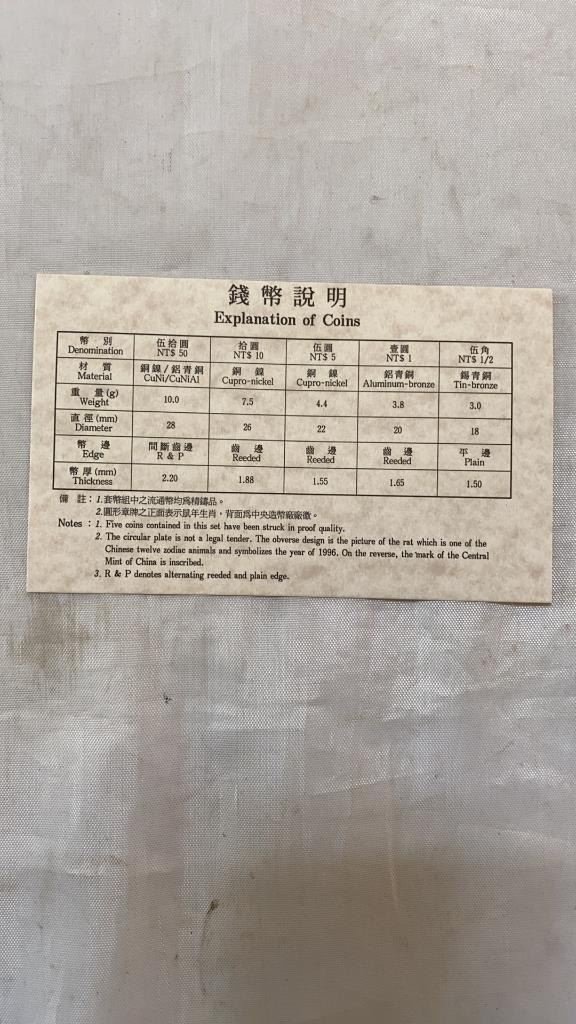 錢幣說明
Explanation of Coins
幣別 伍拾圓 拾圓 伍圓 壹圓 伍角
Denomination NT$ 50 NT$ 10 NT$ 5 NT$ 1 NT$ 1/2
材質 銅鎳/鋁青銅 銅鎳 銅鎳 鋁青銅 錫青銅
Material CuNi/CuNiAl Cupro-nickel Cupro-nickel Aluminum-bronze Tin-bronze
重量(g) 10.0 7.5 4.4 3.8 3.0
Weight
直徑(mm) 28 26 22 20 18
Diameter
幣邊 間斷齒邊 齒邊 齒邊 齒邊 平邊
Edge R & P Reeded Reeded Reeded Plain
幣厚(mm) 2.20 1.88 1.55 1.65 1.50
Thickness
備註:1.套幣組中之流通幣均為精鑄品。
2.圓形章牌之正面表示鼠年生肖,背面為中央造幣廠廠徽。
Notes : 1. Five coins contained in this set have been struck in proof quality.
2. The circular plate is not a legal tender. The obverse design is the picture of the rat which is one of the
Chinese twelve zodiac animals and symbolizes the year of 1996. On the reverse, the mark of the Central
Mint of China is inscribed.
3. R & P denotes alternating reeded and plain edge.